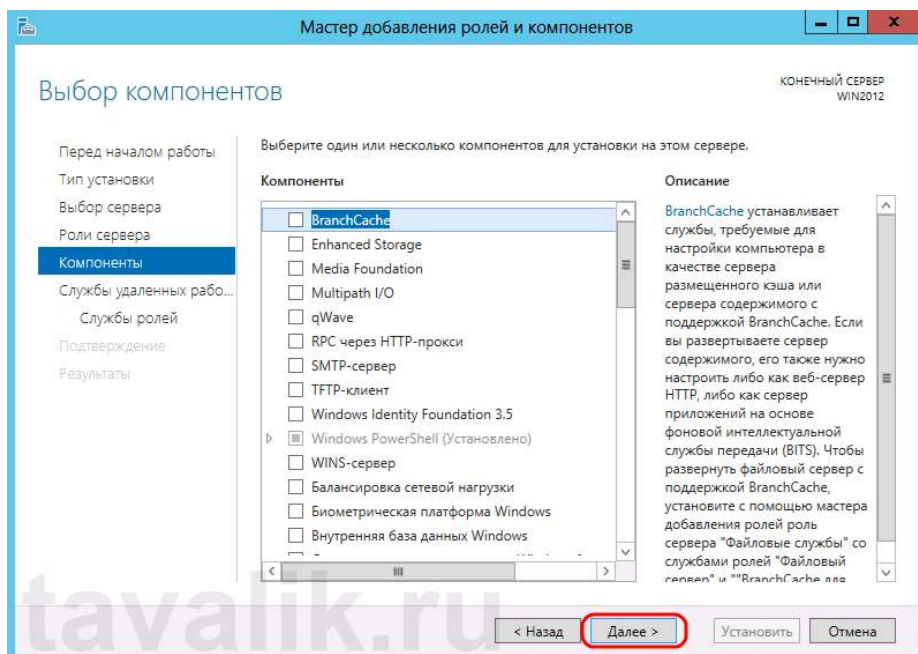 Мастер добавления ролей и компонентов
Выбор компонентов
КОНЕЧНЫЙ СЕРВЕР
WIN2012
Перед началом работы
Тип установки
Выбор сервера
Роли сервера
Компоненты
Службы удаленных рабо...
Службы ролей
Подтверждение
Результаты
Выберите один или несколько компонентов для установки на этом сервере.
Компоненты
BranchCache
Enhanced Storage
Media Foundation
Multipath I/O
qWave
RPC через HTTP-прокси
SMTP-сервер
TFTP-клиент
Windows Identity Foundation 3.5
Windows PowerShell (Установлено)
WINS-сервер
Балансировка сетевой нагрузки
Биометрическая платформа Windows
Внутренняя база данных Windows
Описание
BranchCache устанавливает
службы, требуемые для
настройки компьютера в
качестве сервера
размещенного кэша или
сервера содержимого с
поддержкой BranchCache. Если
вы развертываете сервер
содержимого, его также нужно
настроить либо как веб-сервер
HTTP, либо как сервер
приложений на основе
фоновой интеллектуальной
службы передачи (BITS). Чтобы
развернуть файловый сервер с
поддержкой BranchCache,
установите с помощью мастера
добавления ролей роль
сервера "Файловые службы" со
службами ролей "Файловый
сервер" и ""BranchCache для
tavalik.ru
< Назад
Далее >
Установить
Отмена